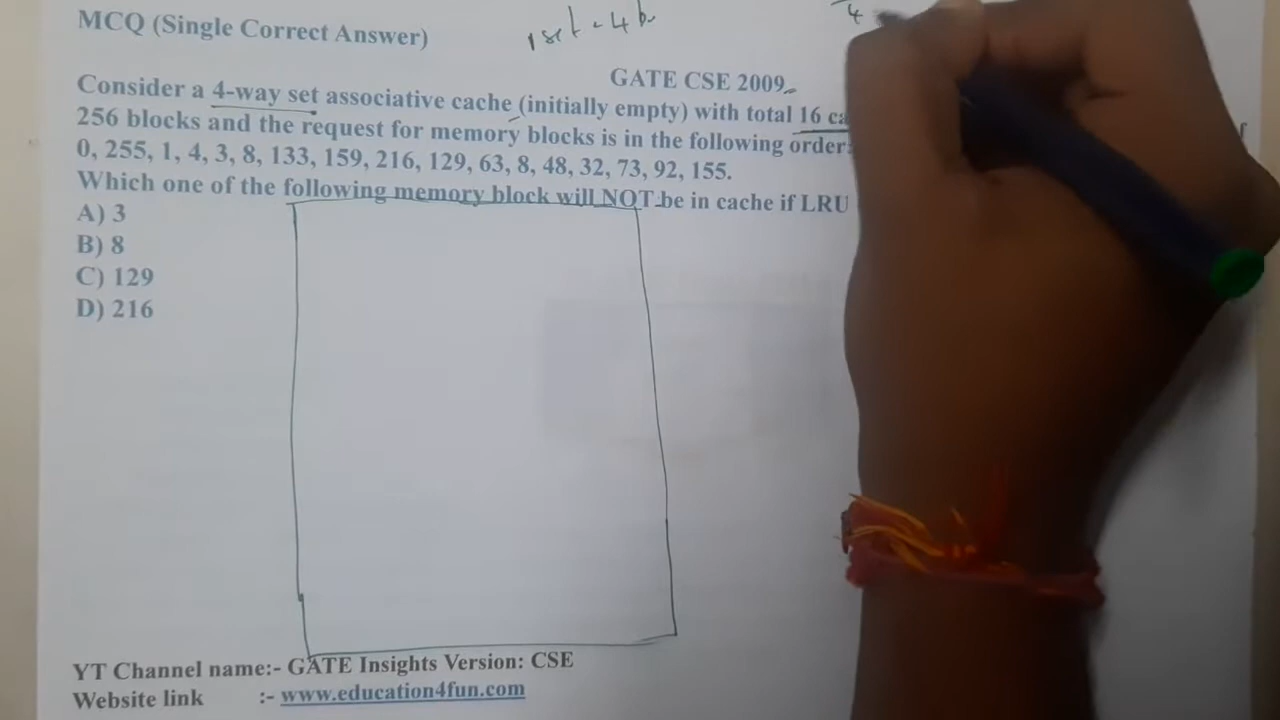 1 set - 4 b
4
MCQ (Single Correct Answer)
GATE CSE 2009
Consider a 4-way set associative cache (initially empty) with total 16 ca
256 blocks and the request for memory blocks is in the following order:
0, 255, 1, 4, 3, 8, 133, 159, 216, 129, 63, 8, 48, 32, 73, 92, 155.
Which one of the following memory block will NOT be in cache if LRU
A) 3
B) 8
C) 129
D) 216
YT Channel name:- GATE Insights Version: CSE
Website link :- www.education4fun.com